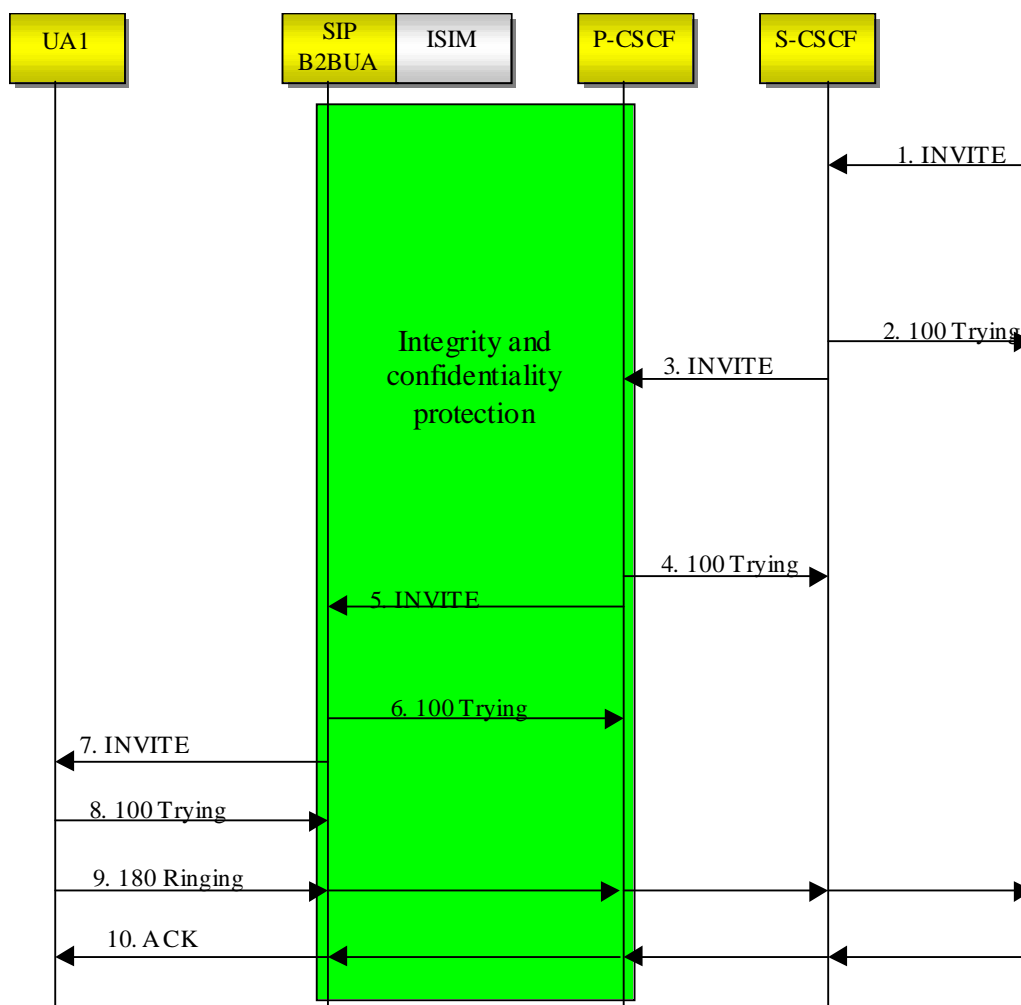 UA1
SIP
B2BUA
ISIM
P-CSCF
S-CSCF
1. INVITE
2. 100 Trying
Integrity and
confidentiality
protection
3. INVITE
4. 100 Trying
5. INVITE
6. 100 Trying
7. INVITE
8. 100 Trying
9. 180 Ringing
10. ACK